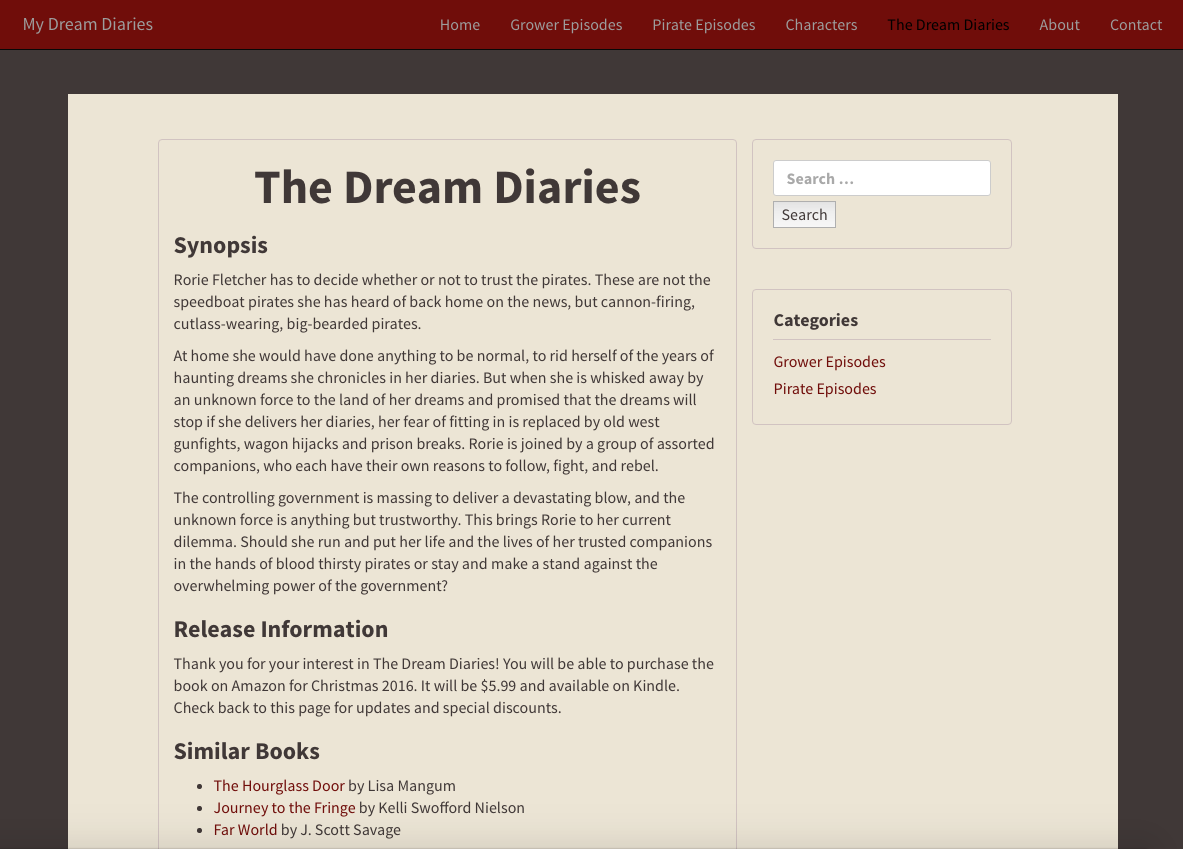 My Dream Diaries
Home
Grower Episodes
Pirate Episodes
Characters
The Dream Diaries
About
Contact
The Dream Diaries
Synopsis
Rorie Fletcher has to decide whether or not to trust the pirates. These are not the
speedboat pirates she has heard of back home on the news, but cannon-firing,
cutlass-wearing, big-bearded pirates.
At home she would have done anything to be normal, to rid herself of the years of
haunting dreams she chronicles in her diaries. But when she is whisked away by
an unknown force to the land of her dreams and promised that the dreams will
stop if she delivers her diaries, her fear of fitting in is replaced by old west
gunfights, wagon hijacks and prison breaks. Rorie is joined by a group of assorted
companions, who each have their own reasons to follow, fight, and rebel.
The controlling government is massing to deliver a devastating blow, and the
unknown force is anything but trustworthy. This brings Rorie to her current
dilemma. Should she run and put her life and the lives of her trusted companions
in the hands of blood thirsty pirates or stay and make a stand against the
overwhelming power of the government?
Release Information
Thank you for your interest in The Dream Diaries! You will be able to purchase the
book on Amazon for Christmas 2016. It will be $5.99 and available on Kindle.
Check back to this page for updates and special discounts.
Similar Books
• The Hourglass Door by Lisa Mangum
• Journey to the Fringe by Kelli Swofford Nielson
• Far World by J. Scott Savage
Search ...
Search
Categories
Grower Episodes
Pirate Episodes